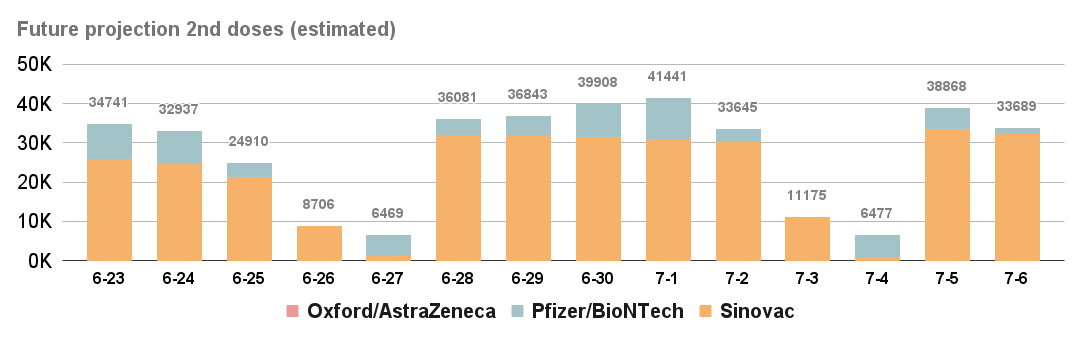 Future projection 2nd doses (estimated)
50K
40K
30K
20K
10K
0K
34741 32937 24910 8706 6469 36081 36843 39908 41441 33645 11175 6477 38868 33689
6-23 6-24 6-25 6-26 6-27 6-28 6-29 6-30 7-1 7-2 7-3 7-4 7-5 7-6
Oxford/AstraZeneca Pfizer/BioNTech Sinovac